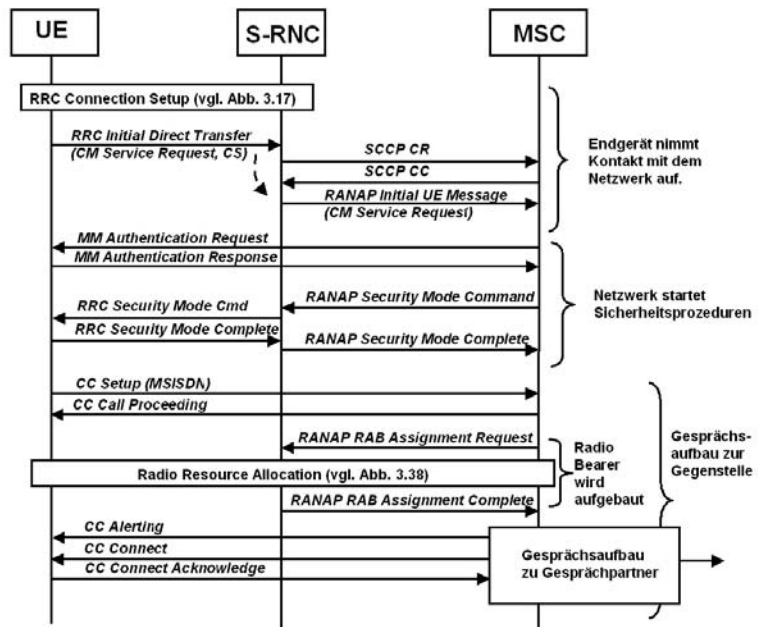 UE
S-RNC
MSC
RRC Connection Setup (vgl. Abb. 3.17)
RRC Initial Direct Transfer
(CM Service Request, CS)
SCCP CR
SCCP CC
RANAP Initial UE Message
(CM Service Request)
Endgerät nimmt
Kontakt mit dem
Netzwerk auf.
MM Authentication Request
MM Authentication Response
RANAP Security Mode Command
RRC Security Mode Cmd
RRC Security Mode Complete
RANAP Security Mode Complete
Netzwerk startet
Sicherheitsprozeduren
CC Setup (MSISDN)
CC Call Proceeding
RANAP RAB Assignment Request
Radio Resource Allocation (vgl. Abb. 3.38)
RANAP RAB Assignment Complete
Radio
Bearer
wird
aufgebaut
Gesprächs-
aufbau zur
Gegenstelle
CC Alerting
CC Connect
CC Connect Acknowledge
Gesprächsaufbau
zu Gesprächpartner